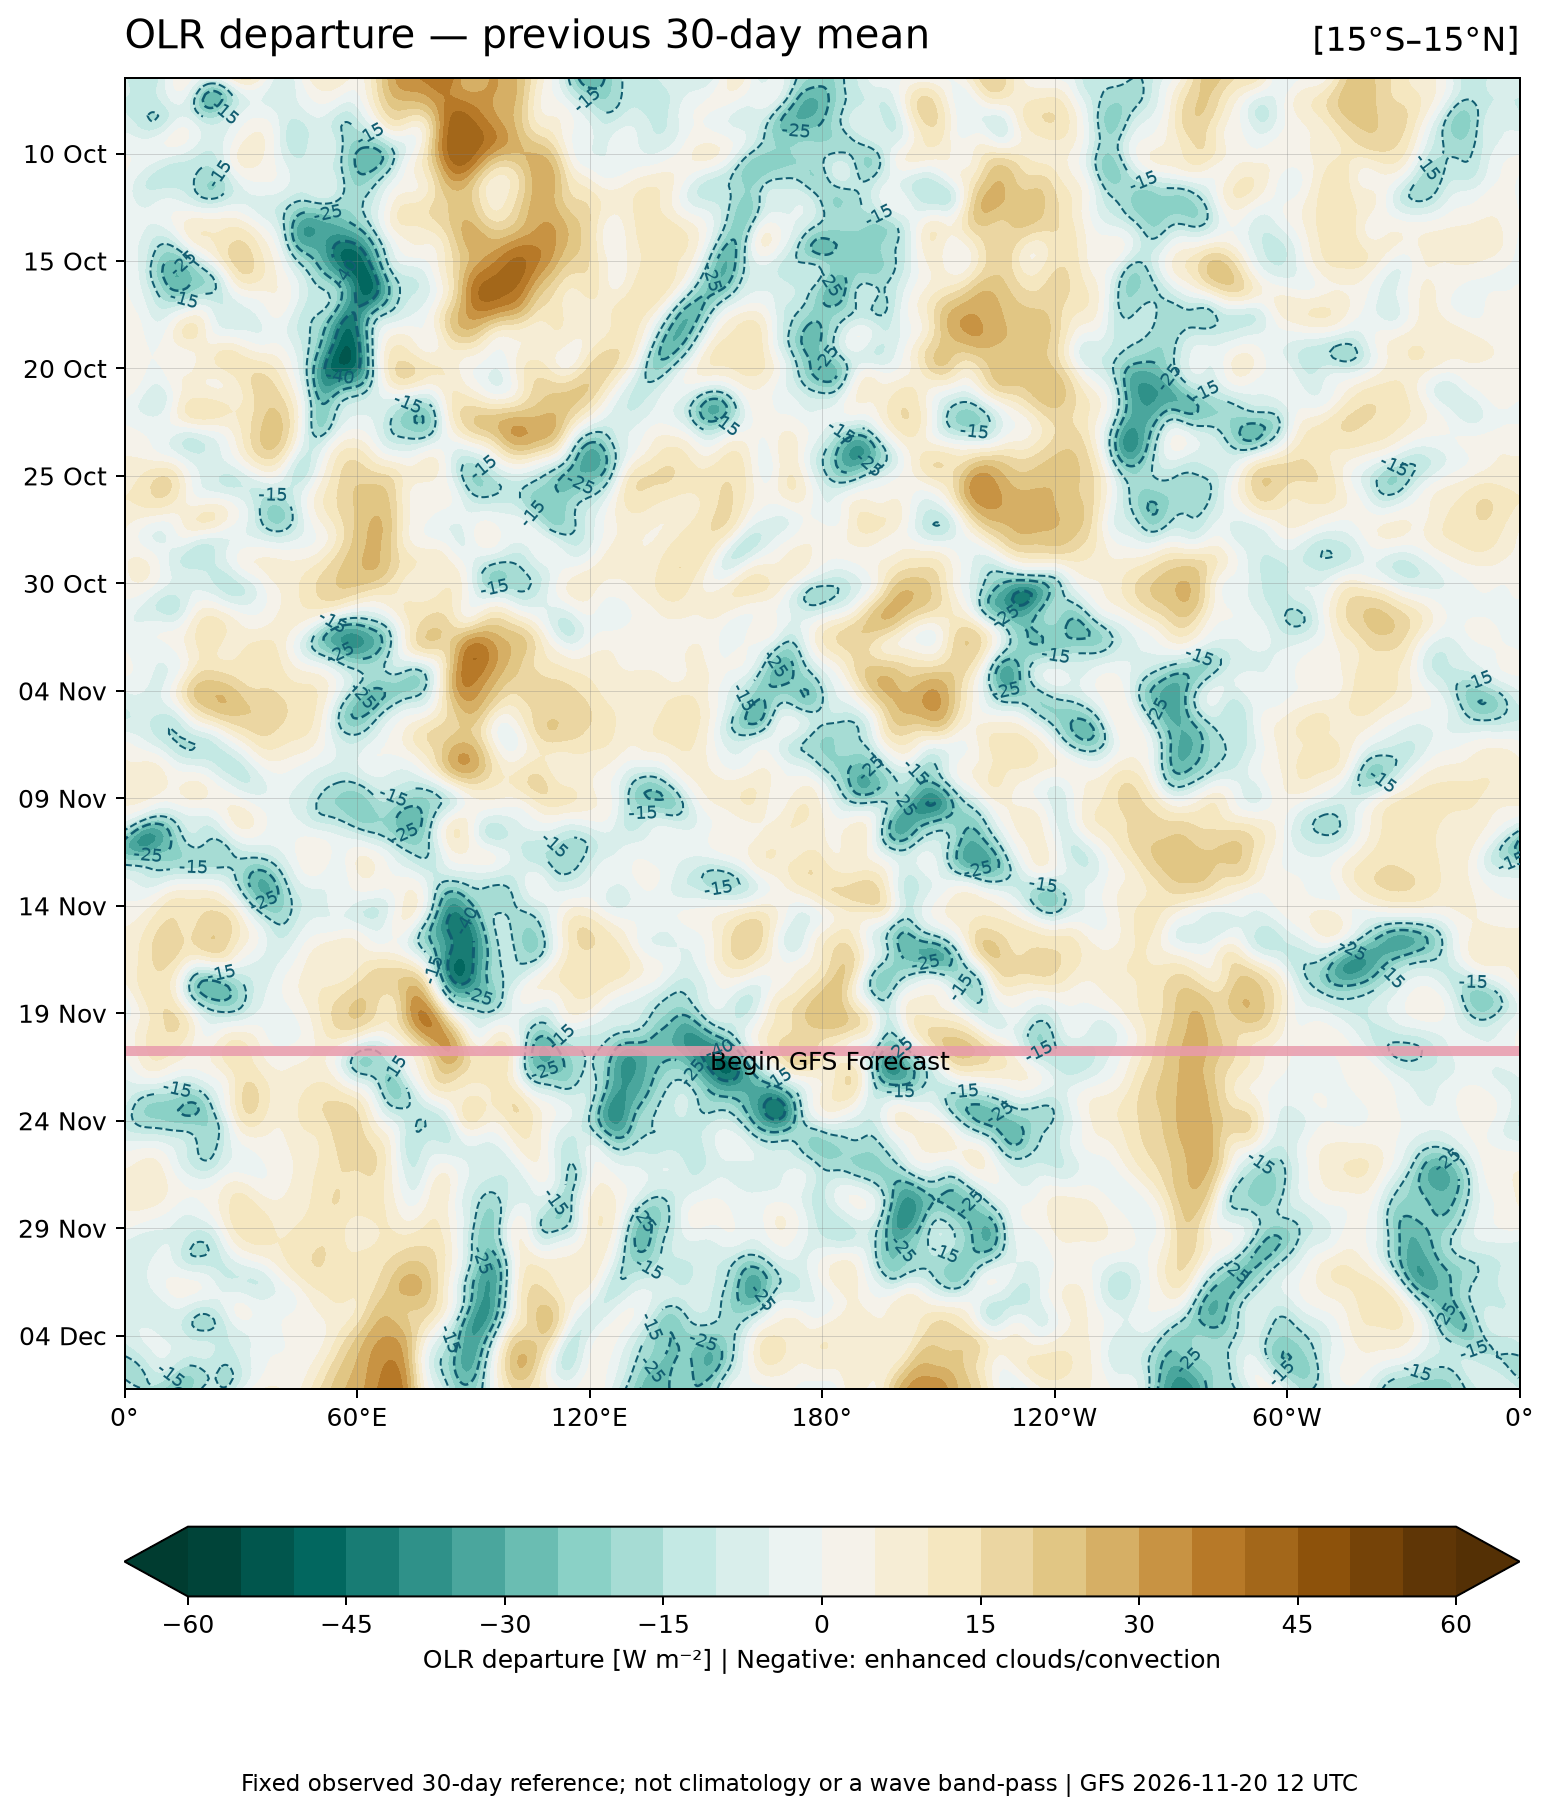 OLR departure — previous 30-day mean
[15°S–15°N]
10 Oct
15 Oct
20 Oct
25 Oct
30 Oct
04 Nov
09 Nov
14 Nov
19 Nov
Begin GFS Forecast
24 Nov
29 Nov
04 Dec
0° 60°E 120°E 180° 120°W 60°W 0°
−60 −45 −30 −15 0 15 30 45 60
OLR departure [W m⁻²] | Negative: enhanced clouds/convection
Fixed observed 30-day reference; not climatology or a wave band-pass | GFS 2026-11-20 12 UTC